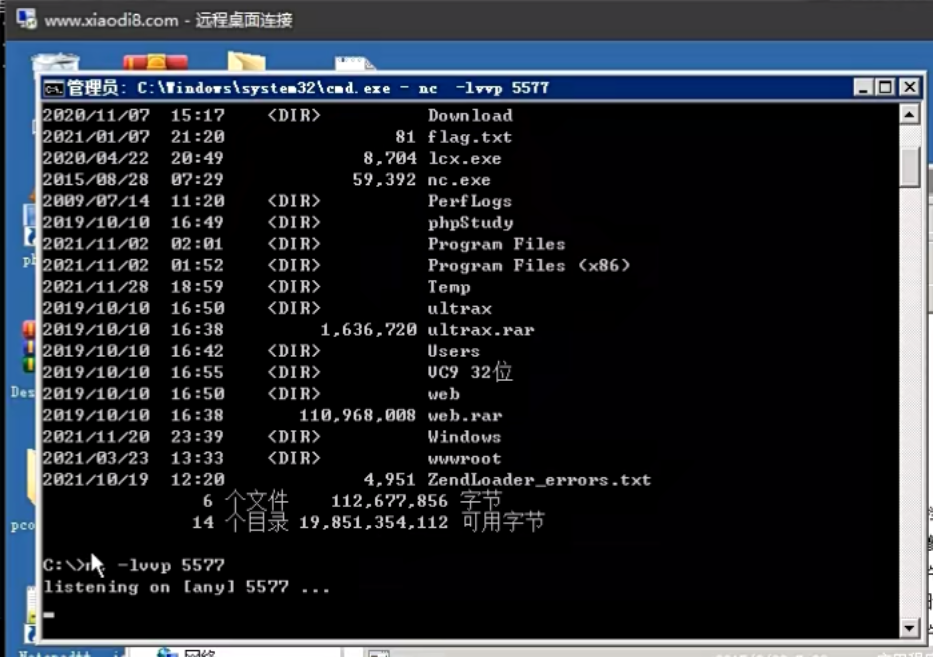 www.xiaodi8.com - 远程桌面连接
管理员: C:\Windows\system32\cmd.exe - nc -lvvp 5577
2020/11/07 15:17 <DIR> Download
2021/01/07 21:20 81 flag.txt
2020/04/22 20:49 8,704 lcx.exe
2015/08/28 07:29 59,392 nc.exe
2009/07/14 11:20 <DIR> PerfLogs
2019/10/10 16:49 <DIR> phpStudy
2021/11/02 02:01 <DIR> Program Files
2021/11/02 01:52 <DIR> Program Files (x86)
2021/11/28 18:59 <DIR> Temp
2019/10/10 16:50 <DIR> ultrax
2019/10/10 16:38 1,636,720 ultrax.rar
2019/10/10 16:42 <DIR> Users
2019/10/10 16:55 <DIR> VC9 32位
2019/10/10 16:50 <DIR> web
2019/10/10 16:38 110,968,008 web.rar
2021/11/20 23:39 <DIR> Windows
2021/03/23 13:33 <DIR> wwwroot
2021/10/19 12:20 4,951 ZendLoader_errors.txt
6 个文件 112,677,856 字节
14 个目录 19,851,354,112 可用字节
C:\>nc -lvvp 5577
listening on [any] 5577 ...
网络